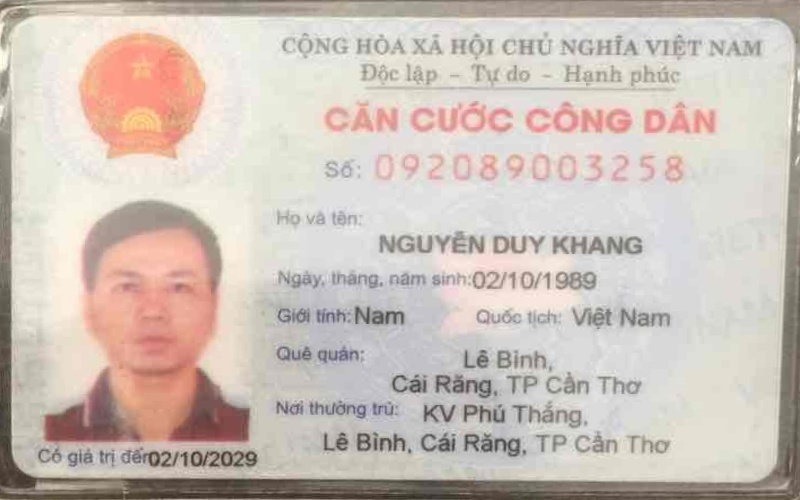 CỘNG HÒA XÃ HỘI CHỦ NGHĨA VIỆT NAM
Độc lập - Tự do - Hạnh phúc
CĂN CƯỚC CÔNG DÂN
Số: 092089003258
Họ và tên:
NGUYỄN DUY KHANG
Ngày, tháng, năm sinh:02/10/1989
Giới tính: Nam Quốc tịch: Việt Nam
Quê quán: Lê Bình,
Cái Răng, TP Cần Thơ
Nơi thường trú: KV Phú Thắng,
Lê Bình, Cái Răng, TP Cần Thơ
Có giá trị đến02/10/2029